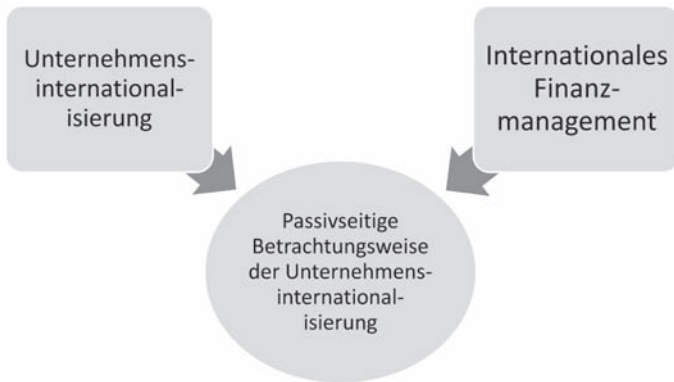 Unternehmens-
international-
isierung
Internationales
Finanz-
management
Passivseitige
Betrachtungsweise
der Unternehmens-
international-
isierung